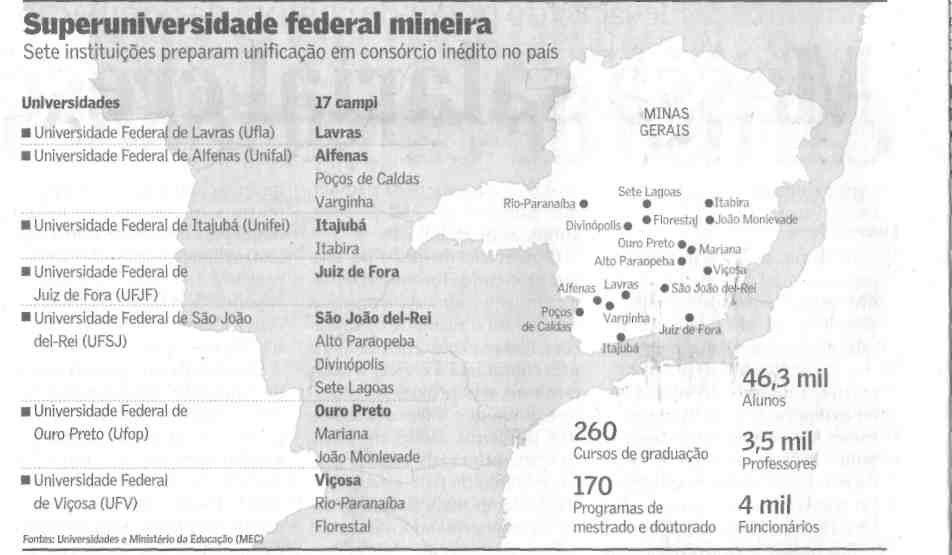 Superuniversidade federal mineira
Sete instituições preparam unificação em consórcio inédito no país
Universidades
17 campi
Universidade Federal de Lavras (Ufla)
Lavras
Universidade Federal de Alfenas (Unifal)
Alfenas
Poços de Caldas
Varginha
Universidade Federal de Itajubá (Unifei)
Itajubá
Itabira
Universidade Federal de
Juiz de Fora (UFJF)
Juiz de Fora
Universidade Federal de São João
del-Rei (UFSJ)
São João del-Rei
Alto Paraopeba
Divinópolis
Sete Lagoas
Universidade Federal de
Ouro Preto (Ufop)
Ouro Preto
Mariana
João Monlevade
Universidade Federal
de Viçosa (UFV)
Viçosa
Rio-Paranaíba
Florestal
MINAS
GERAIS
Sete Lagoas
Rio-Paranaíba
Itabira
Florestal
João Monlevade
Divinópolis
Ouro Preto
Mariana
Alto Paraopeba
Viçosa
Alfenas
Lavras
São João del-Rei
Poços
de Caldas
Varginha
Juiz de Fora
Itajubá
46,3 mil
Alunos
260
Cursos de graduação
3,5 mil
Professores
170
Programas de
mestrado e doutorado
4 mil
Funcionários
Fontes: Universidades e Ministério da Educação (MEC)